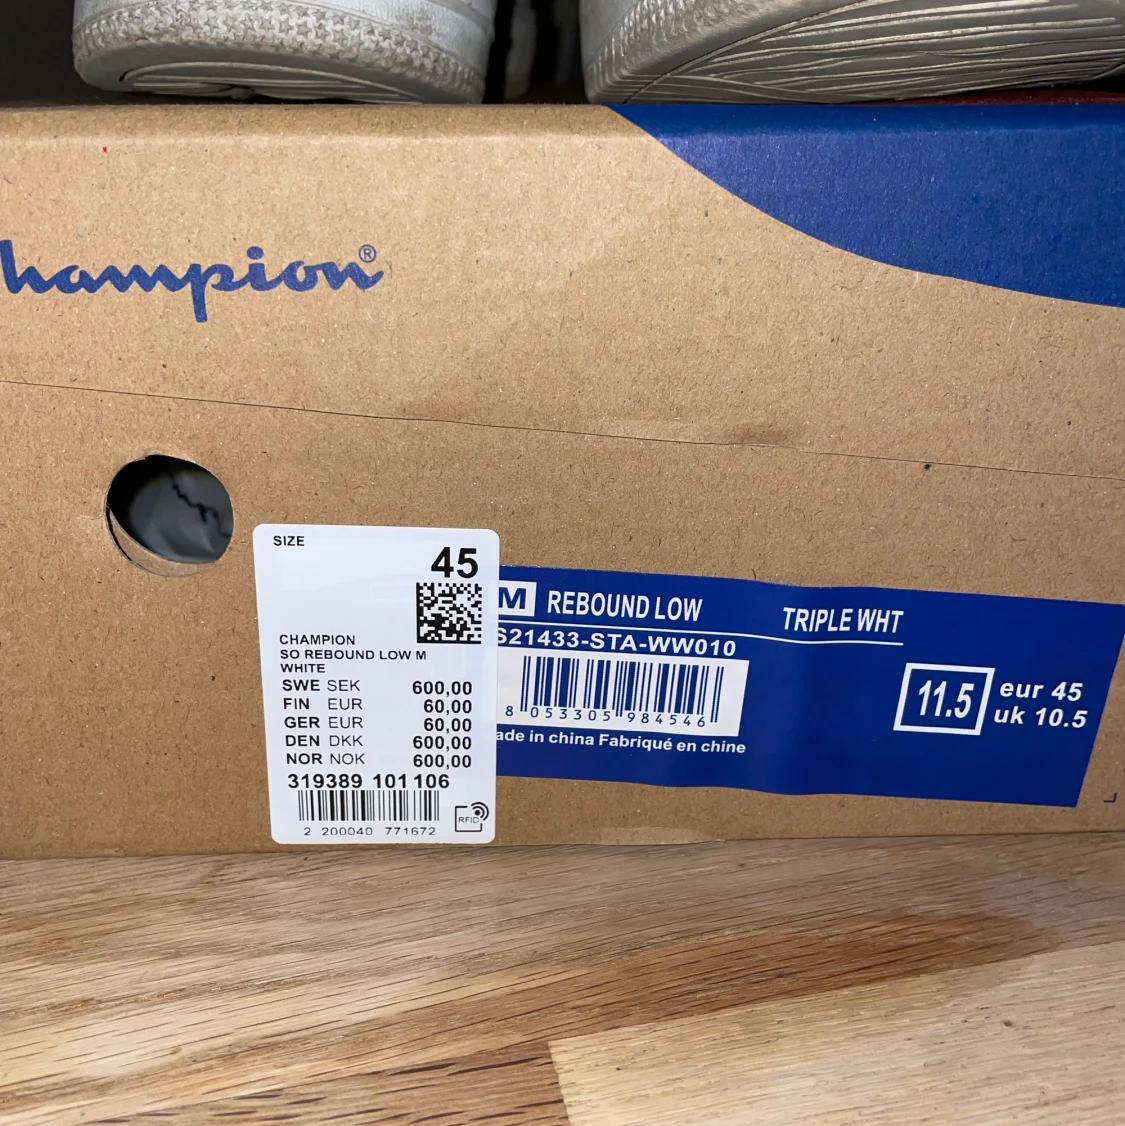 hampion®
SIZE
45
CHAMPION
SO REBOUND LOW M
WHITE
SWE SEK 600,00
FIN EUR 60,00
GER EUR 60,00
DEN DKK 600,00
NOR NOK 600,00
319389 101 106
2 200040 771672
RFID
M REBOUND LOW TRIPLE WHT
S21433-STA-WW010
8 053305 984546
ade in china Fabriqué en chine
11.5
eur 45
uk 10.5